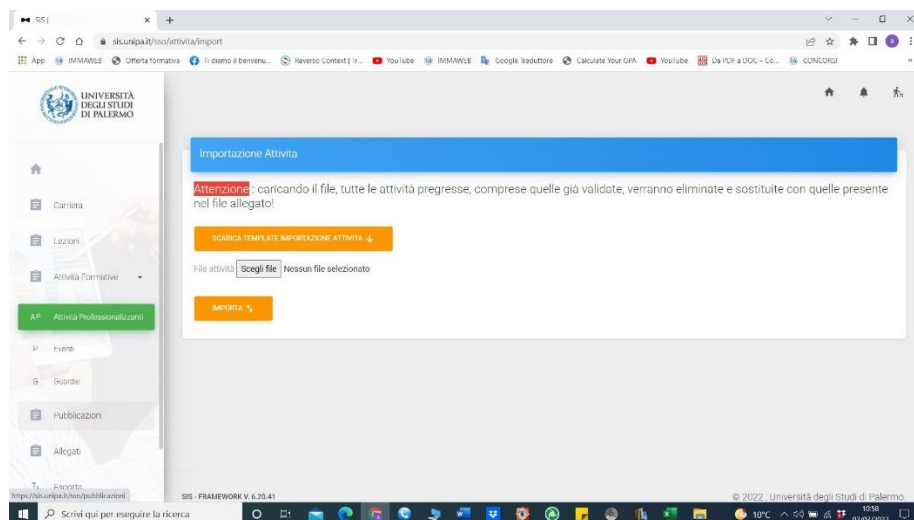 SIS |
sis.unipa.it/sso/attivita/import
App
IMMAWEB
Offerta formativa
Ti diamo il benvenu...
Reverso Context | Tr...
YouTube
IMMAWEB
Google Traduttore
Calculate Your GPA
YouTube
Da PDF a DOC – Co...
CONCORSI
UNIVERSITÀ
DEGLI STUDI
DI PALERMO
Importazione Attivita
Attenzione : caricando il file, tutte le attività pregresse, comprese quelle già validate, verranno eliminate e sostituite con quelle presente
nel file allegato!
SCARICA TEMPLATE IMPORTAZIONE ATTIVITA
File attività Scegli file Nessun file selezionato
IMPORTA
Carriera
Lezioni
Attività Formative
AP Attività Professionalizzanti
P Eventi
G Guardie
Pubblicazioni
Allegati
Esporta
https://sis.unipa.it/sso/pubblicazioni
SIS - FRAMEWORK V. 6.20.41
© 2022 , Università degli Studi di Palermo.
Scrivi qui per eseguire la ricerca
10°C
10:58